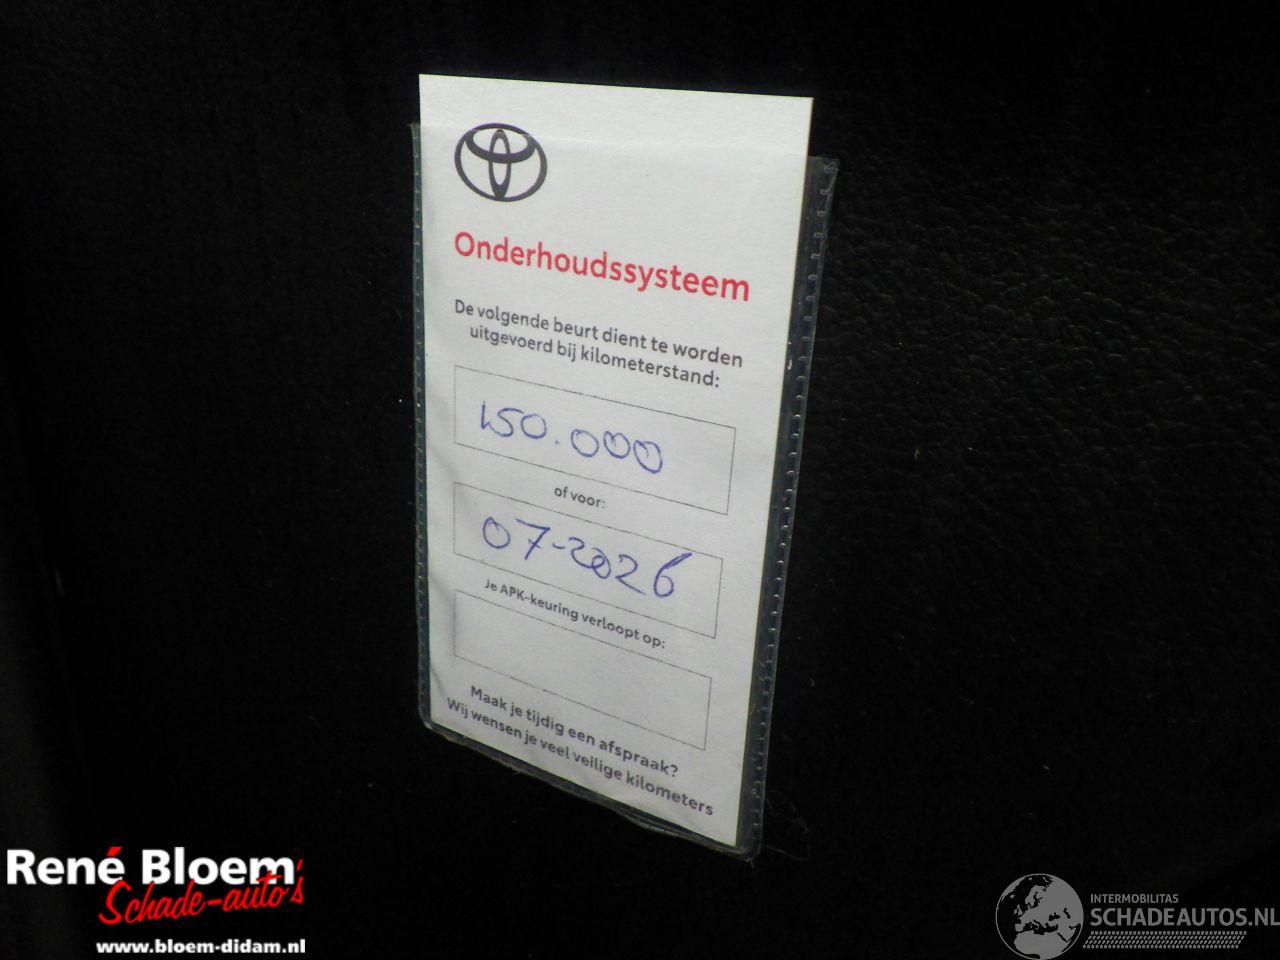 Onderhoudssysteem
De volgende beurt dient te worden
uitgevoerd bij kilometerstand:
150.000
of voor:
07-2026
Je APK-keuring verloopt op:
Maak je tijdig een afspraak?
Wij wensen je veel veilige kilometers
René Bloem
Schade-auto's
www.bloem-didam.nl
INTERMOBILITAS
SCHADEAUTOS.NL